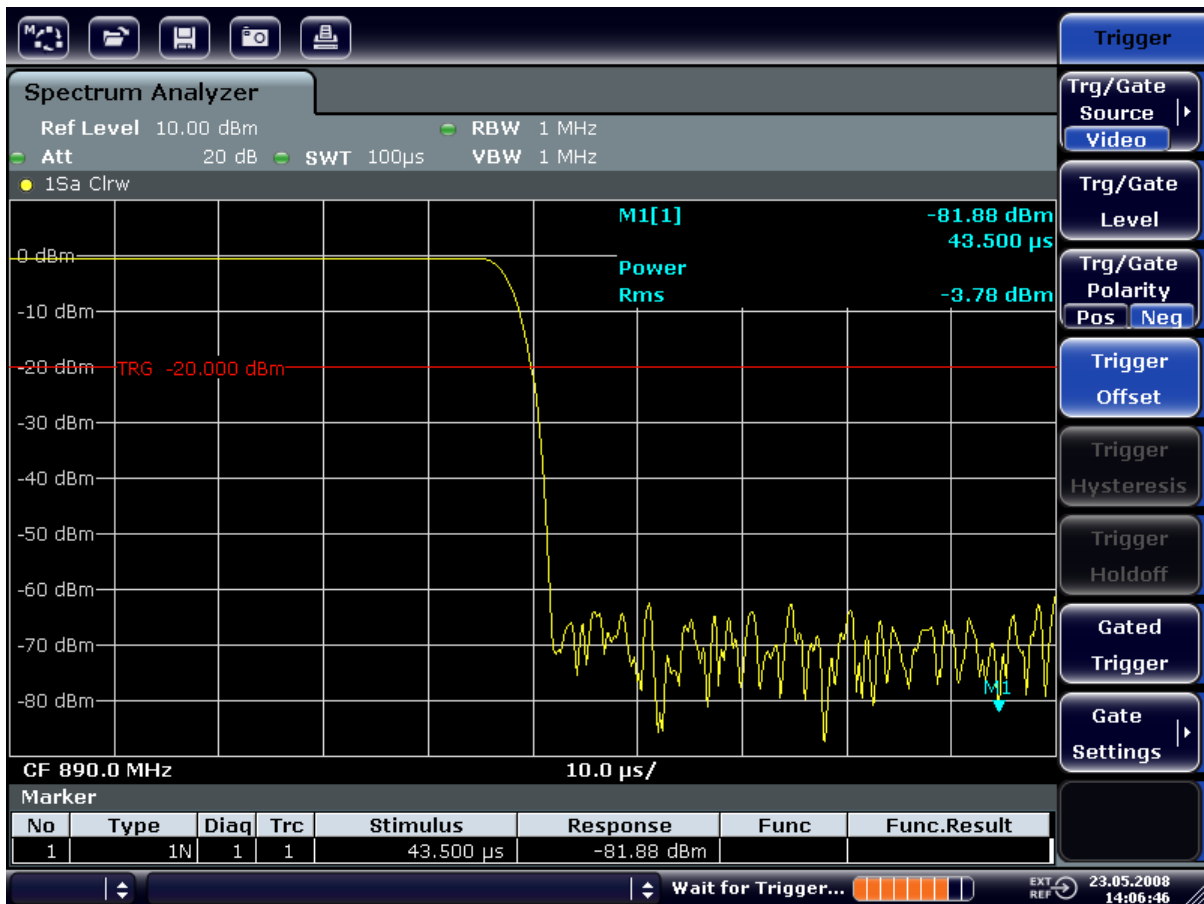 M
Trigger
Spectrum Analyzer
Ref Level 10.00 dBm RBW 1 MHz
Att 20 dB SWT 100µs VBW 1 MHz
1Sa Clrw
M1[1] -81.88 dBm
43.500 µs
Power
Rms -3.78 dBm
0 dBm
-10 dBm
-20 dBm
TRG -20.000 dBm
-30 dBm
-40 dBm
-50 dBm
-60 dBm
-70 dBm
-80 dBm
M1
CF 890.0 MHz 10.0 µs/
Marker
No Type Diag Trc Stimulus Response Func Func.Result
1 1N 1 1 43.500 µs -81.88 dBm
Wait for Trigger...
EXT
REF
23.05.2008
14:06:46
Trg/Gate
Source
Video
Trg/Gate
Level
Trg/Gate
Polarity
Pos Neg
Trigger
Offset
Trigger
Hysteresis
Trigger
Holdoff
Gated
Trigger
Gate
Settings